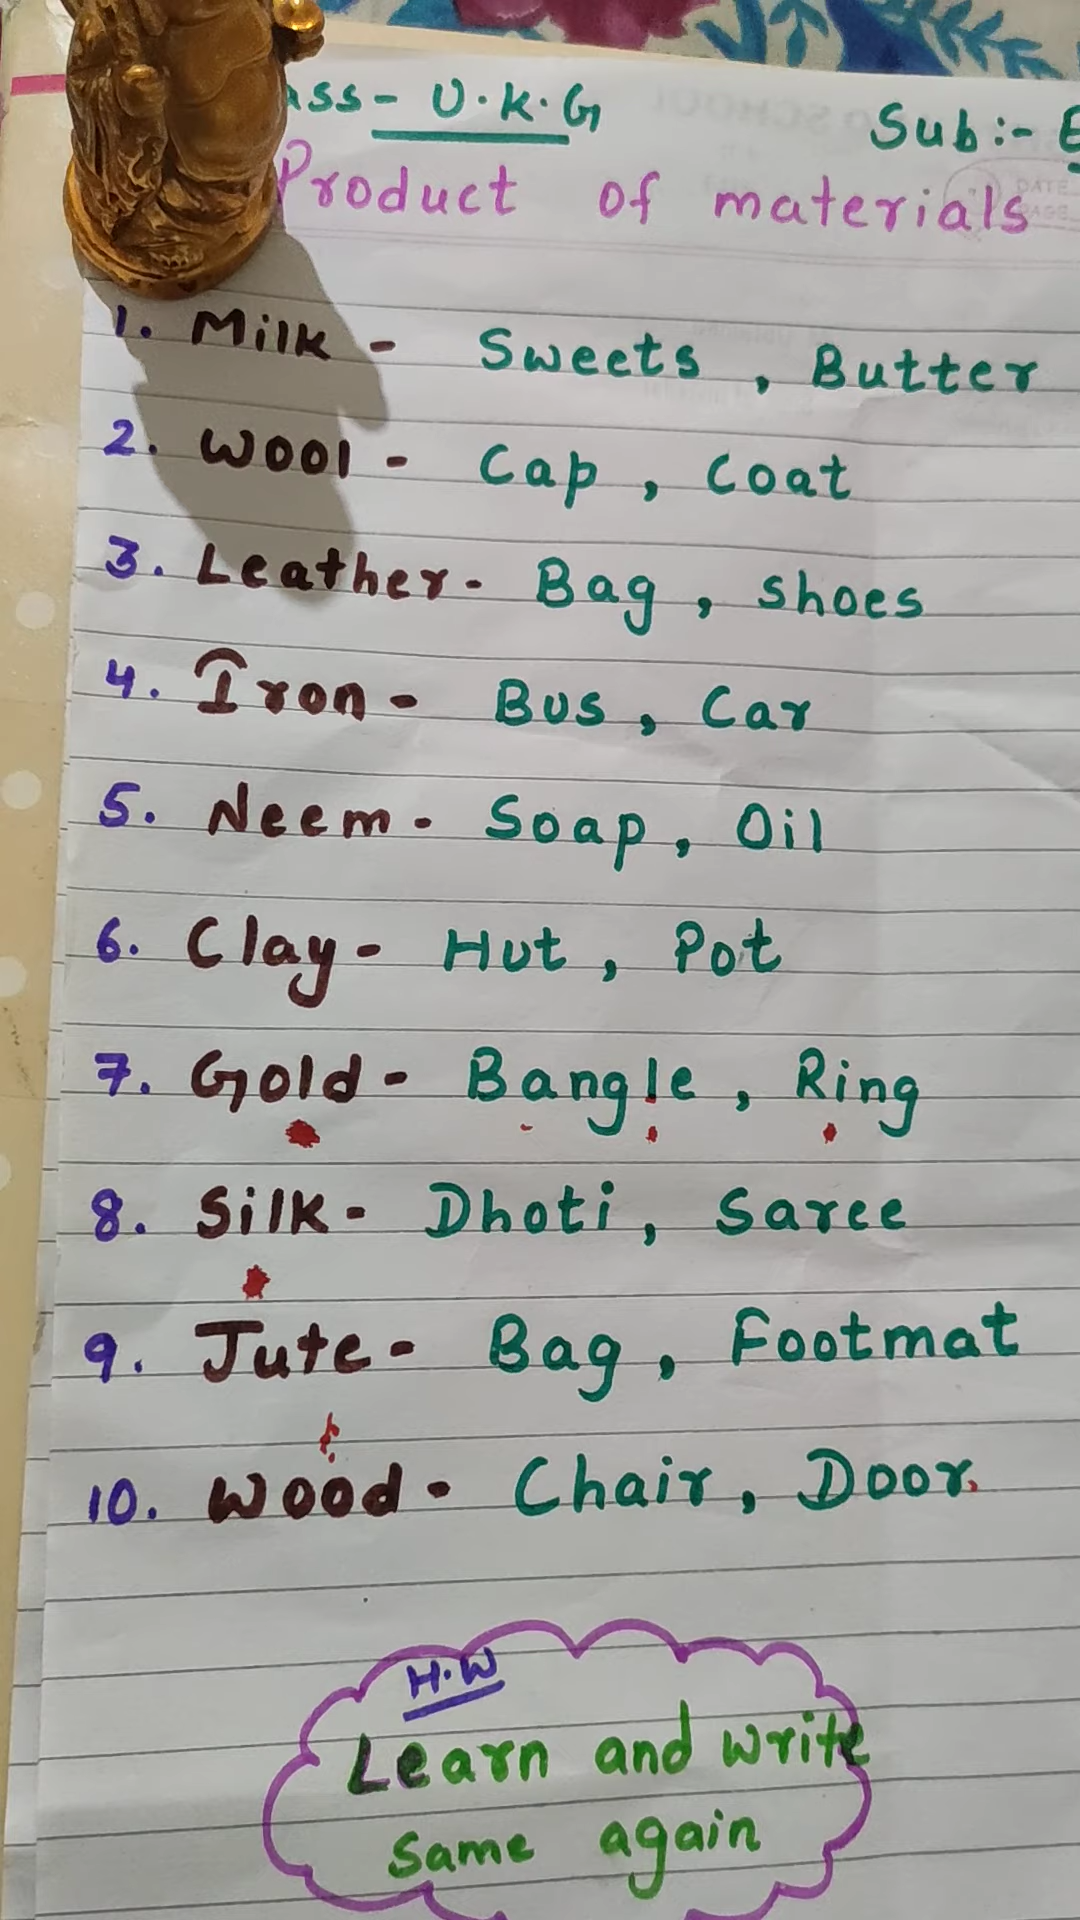 ass- U.K.G Sub:- E
Product of materials
1. Milk - Sweets, Butter
2. Wool - Cap, Coat
3. Leather- Bag, Shoes
4. Iron- Bus, Car
5. Neem- Soap, Oil
6. Clay- Hut, Pot
7. Gold- Bangle, Ring
8. Silk- Dhoti, Saree
9. Jute- Bag, Footmat
10. Wood- Chair, Door.
H.W
Learn and write
same again